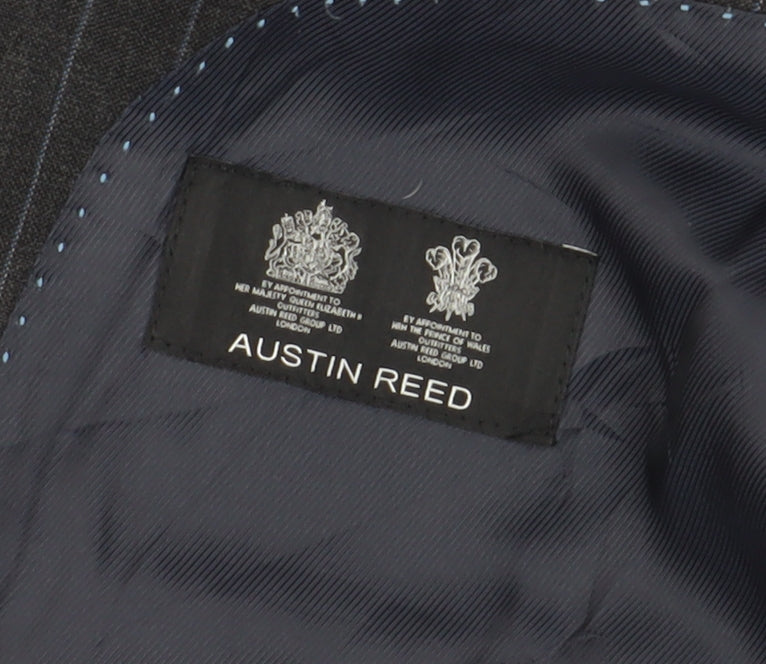 BY APPOINTMENT TO
HER MAJESTY QUEEN ELIZABETH II
OUTFITTERS
AUSTIN REED GROUP LTD
LONDON
BY APPOINTMENT TO
HRH THE PRINCE OF WALES
OUTFITTERS
AUSTIN REED GROUP LTD
LONDON
AUSTIN REED